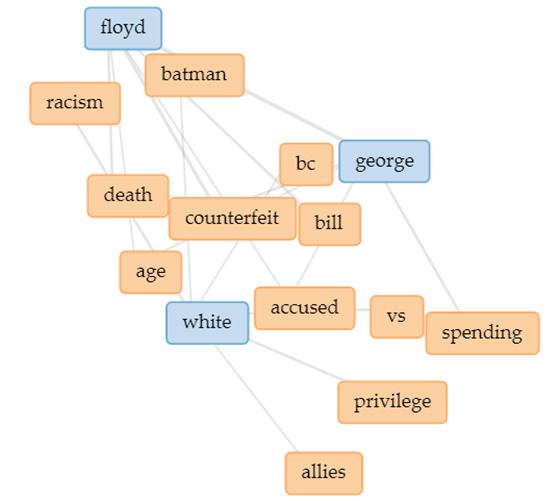 floyd
batman
racism
bc
george
death
counterfeit
bill
age
accused
white
vs
spending
privilege
allies